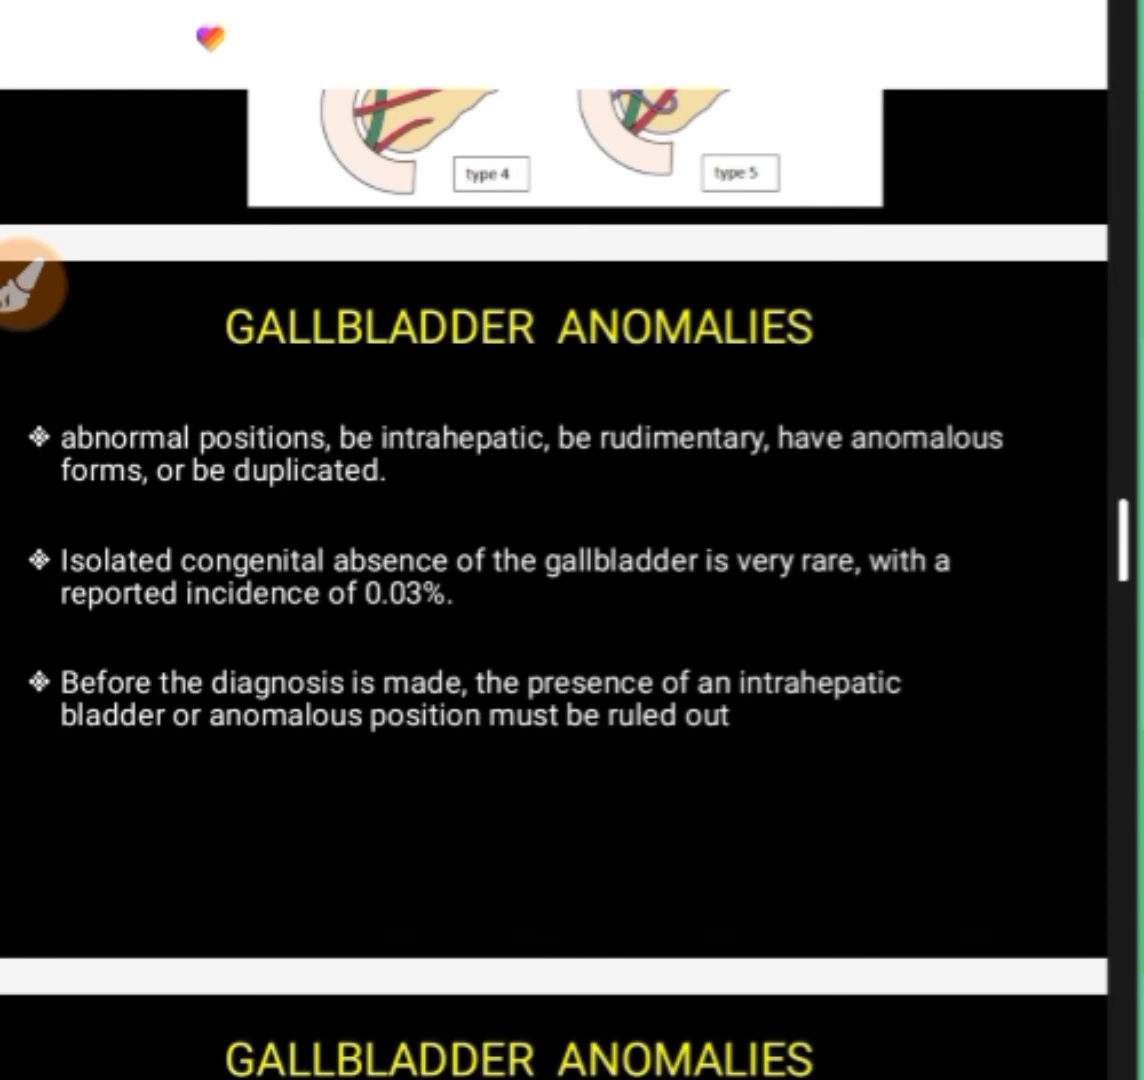 type 4
type 5
GALLBLADDER ANOMALIES
❖ abnormal positions, be intrahepatic, be rudimentary, have anomalous
forms, or be duplicated.
❖ Isolated congenital absence of the gallbladder is very rare, with a
reported incidence of 0.03%.
❖ Before the diagnosis is made, the presence of an intrahepatic
bladder or anomalous position must be ruled out
GALLBLADDER ANOMALIES